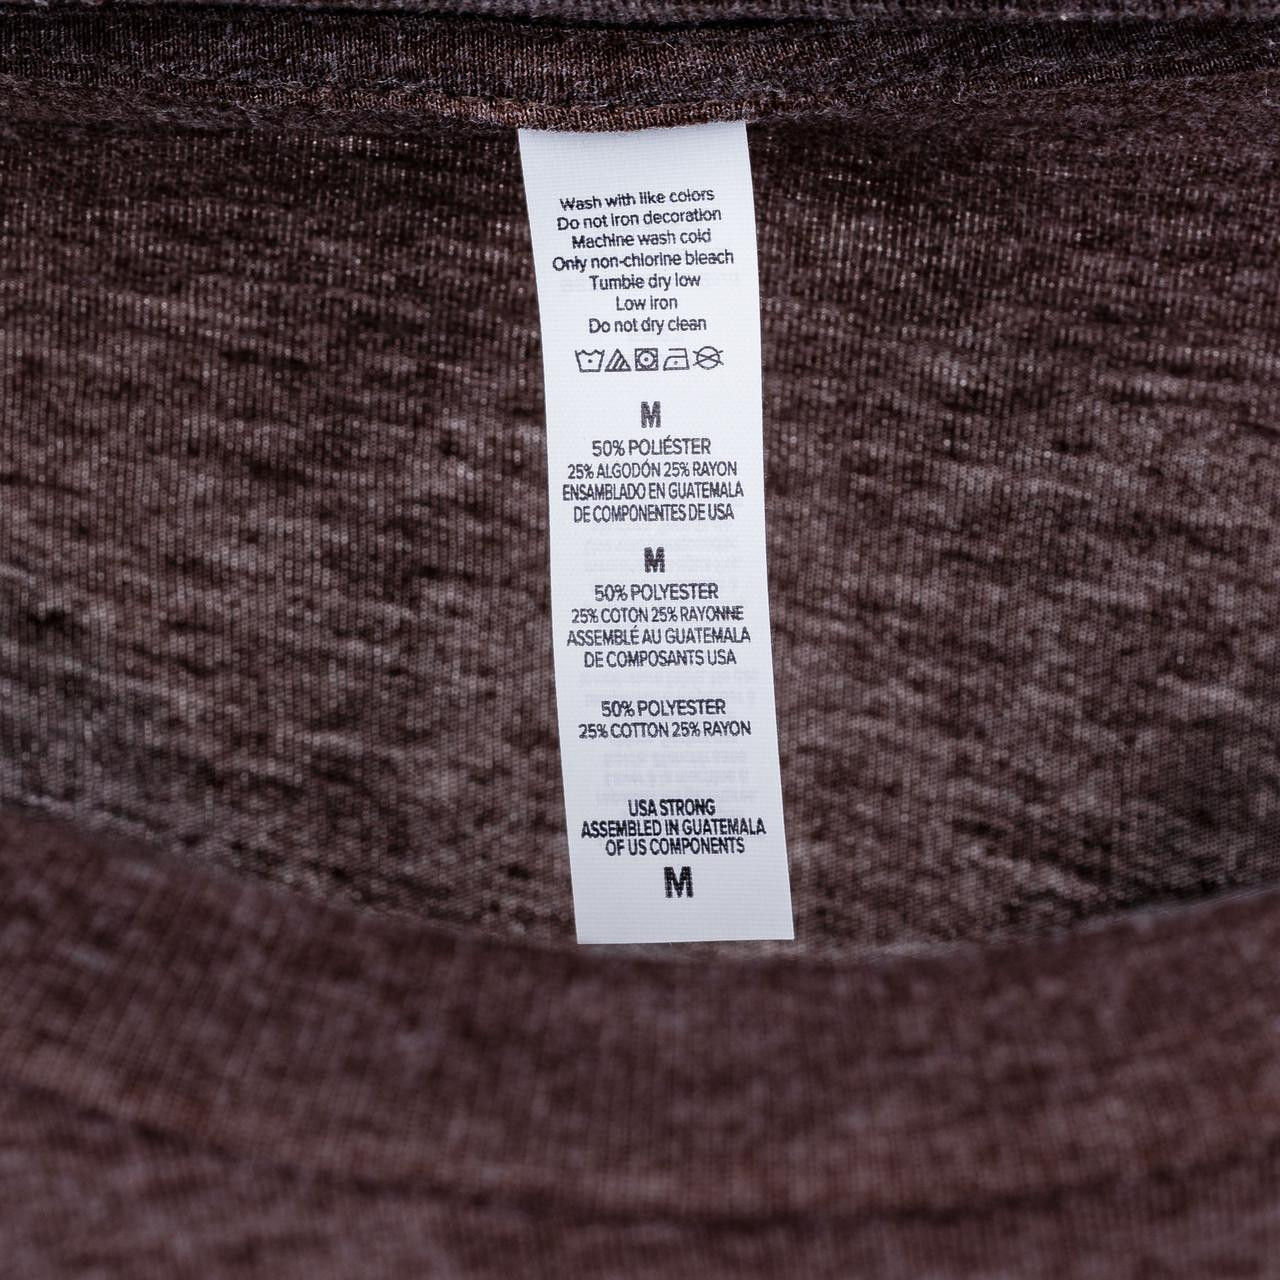 Wash with like colors
Do not iron decoration
Machine wash cold
Only non-chlorine bleach
Tumble dry low
Low iron
Do not dry clean
M
50% POLIÉSTER
25% ALGODÓN 25% RAYON
ENSAMBLADO EN GUATEMALA
DE COMPONENTES DE USA
M
50% POLYESTER
25% COTON 25% RAYONNE
ASSEMBLÉ AU GUATEMALA
DE COMPOSANTS USA
50% POLYESTER
25% COTTON 25% RAYON
USA STRONG
ASSEMBLED IN GUATEMALA
OF US COMPONENTS
M